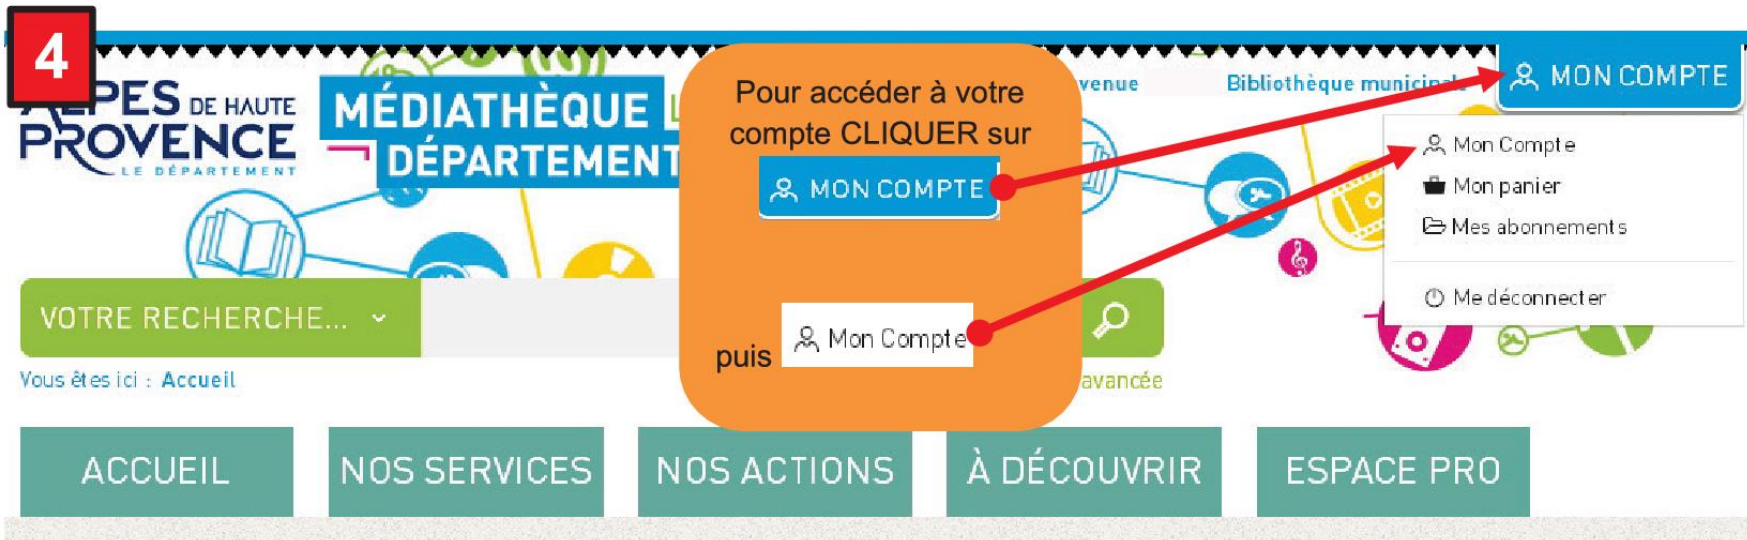 4
ALPES DE HAUTE
PROVENCE
LE DÉPARTEMENT
MÉDIATHÈQUE
DÉPARTEMENT
Pour accéder à votre
compte CLIQUER sur
MON COMPTE
puis
Mon Compte
Bibliothèque municipale
MON COMPTE
Mon Compte
Mon panier
Mes abonnements
Me déconnecter
VOTRE RECHERCHE...
avancée
Vous êtes ici : Accueil
ACCUEIL
NOS SERVICES
NOS ACTIONS
À DÉCOUVRIR
ESPACE PRO